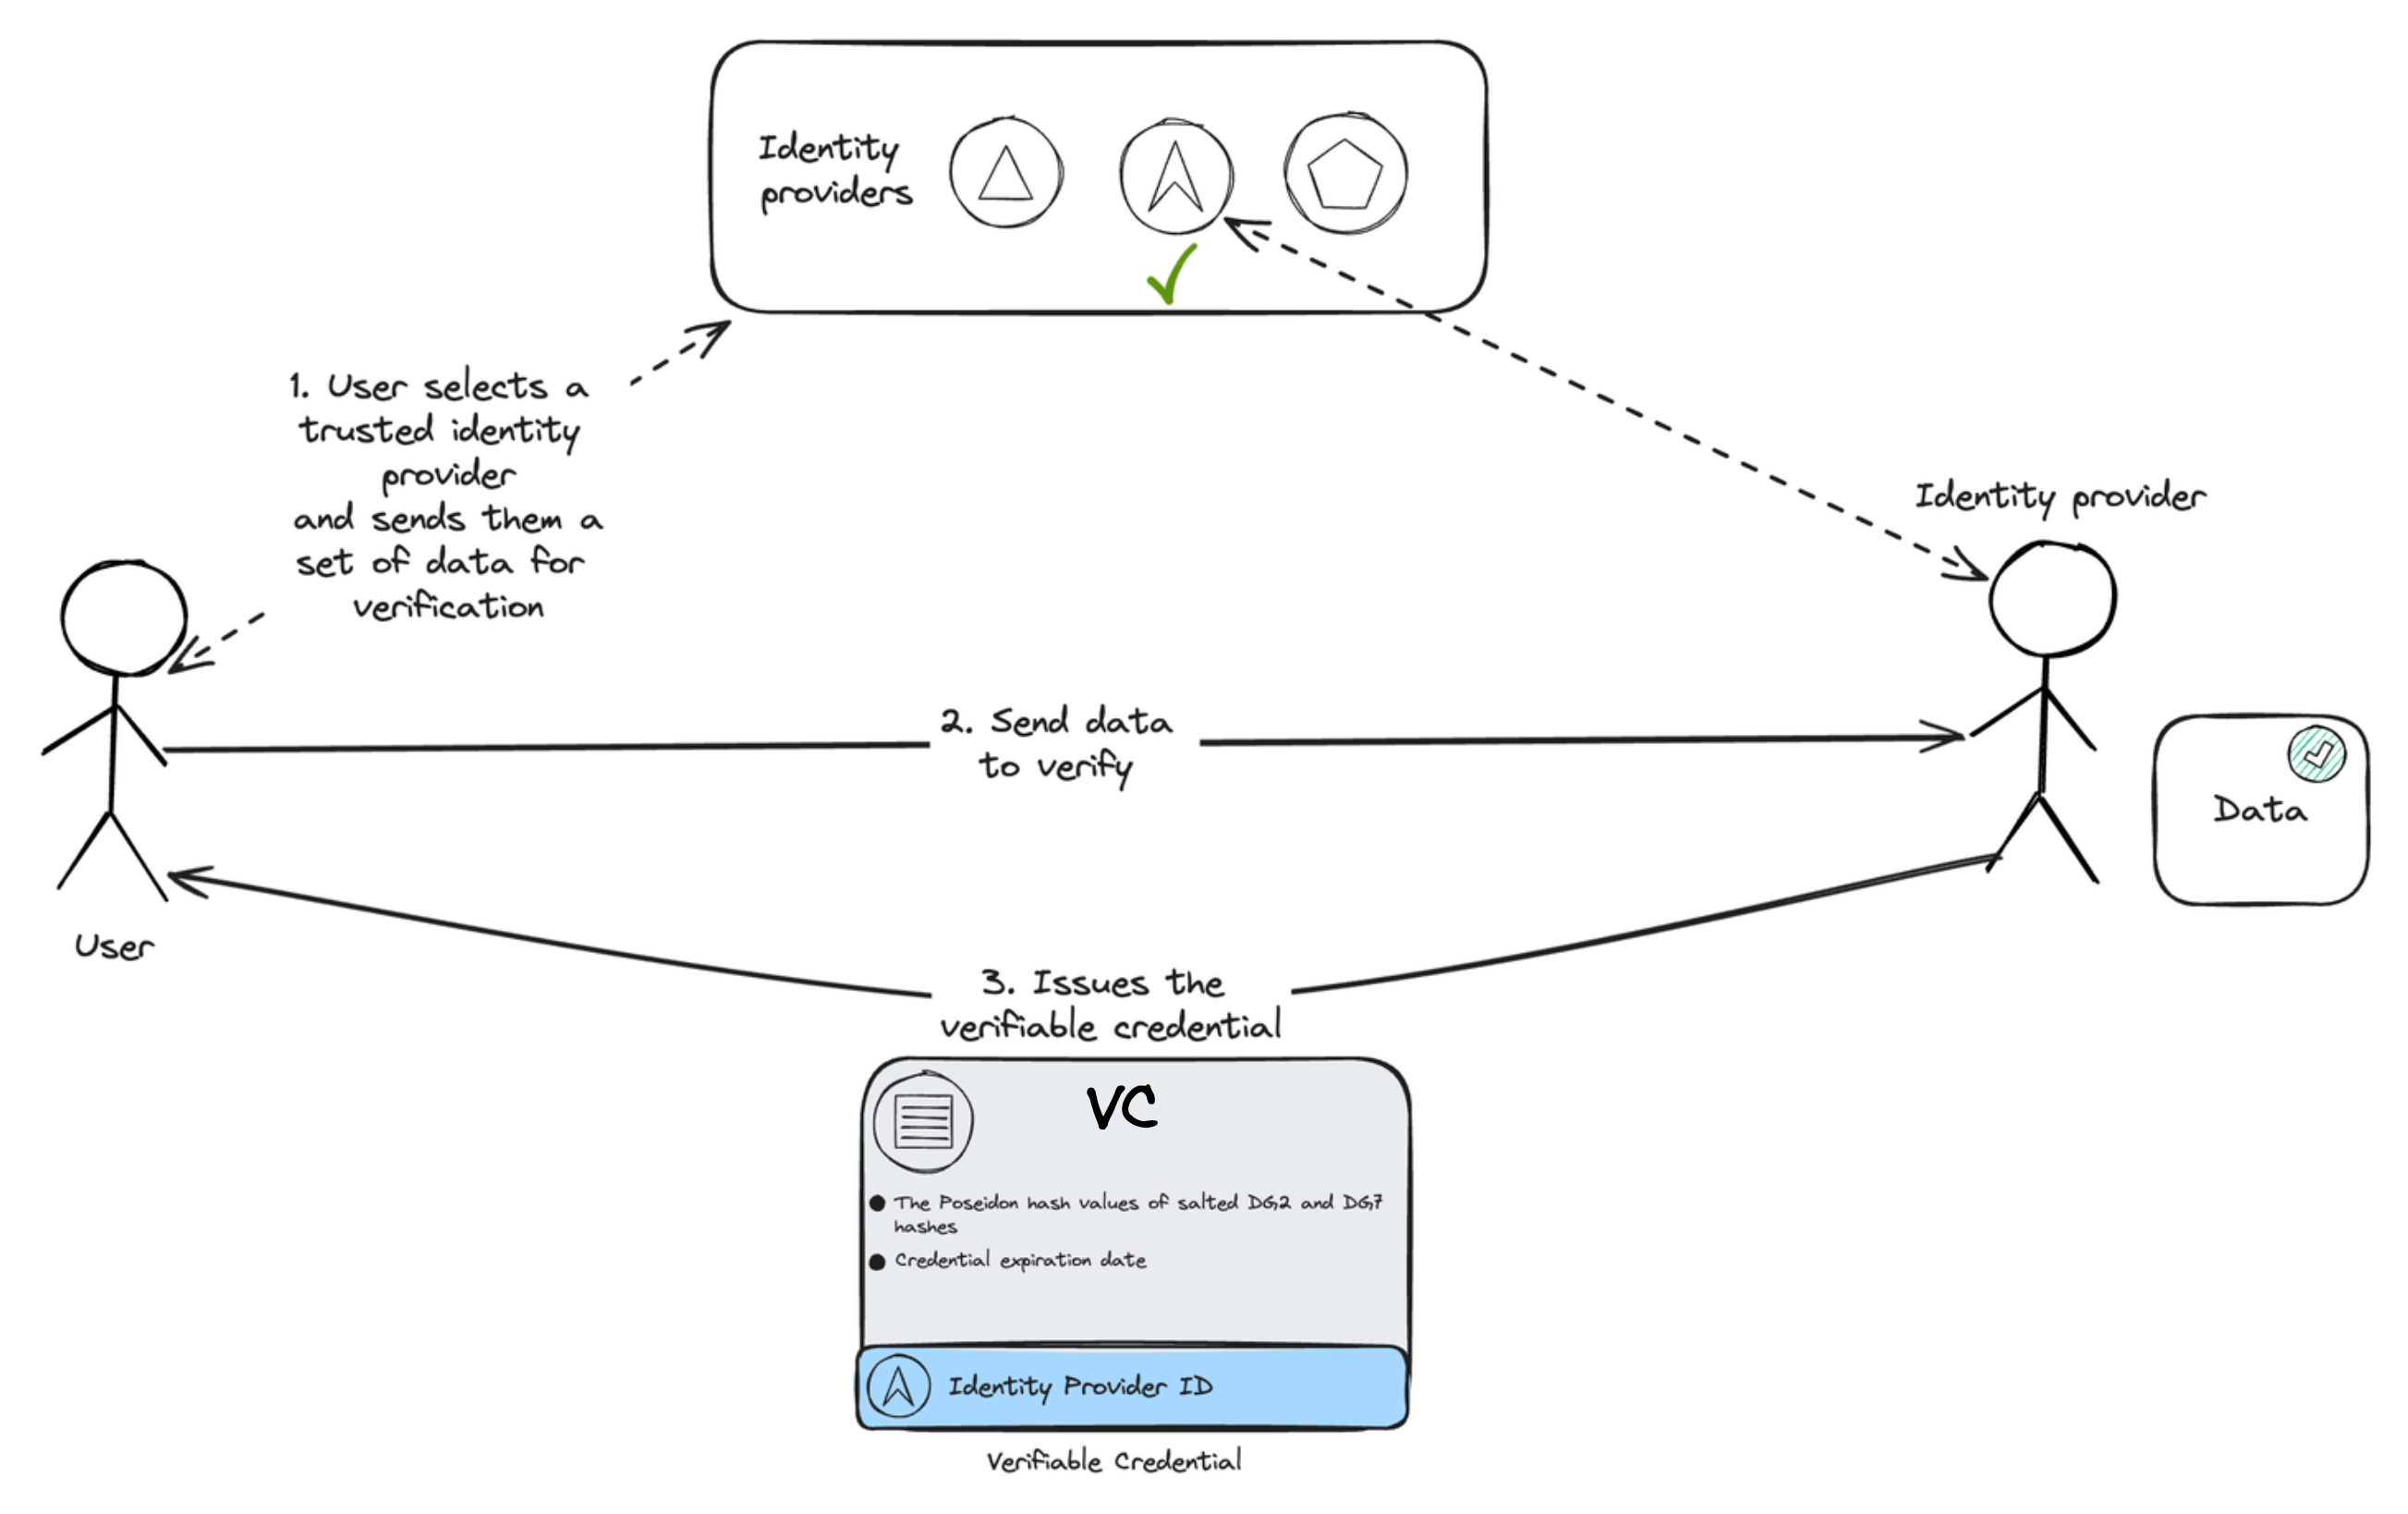 Identity
providers
1. User selects a
trusted identity
provider
and sends them a
set of data for
verification
Identity provider
2. Send data
to verify
Data
User
3. Issues the
verifiable credential
VC
The Poseidon hash values of salted DG2 and DG7
hashes
Credential expiration date
Identity Provider ID
Verifiable Credential